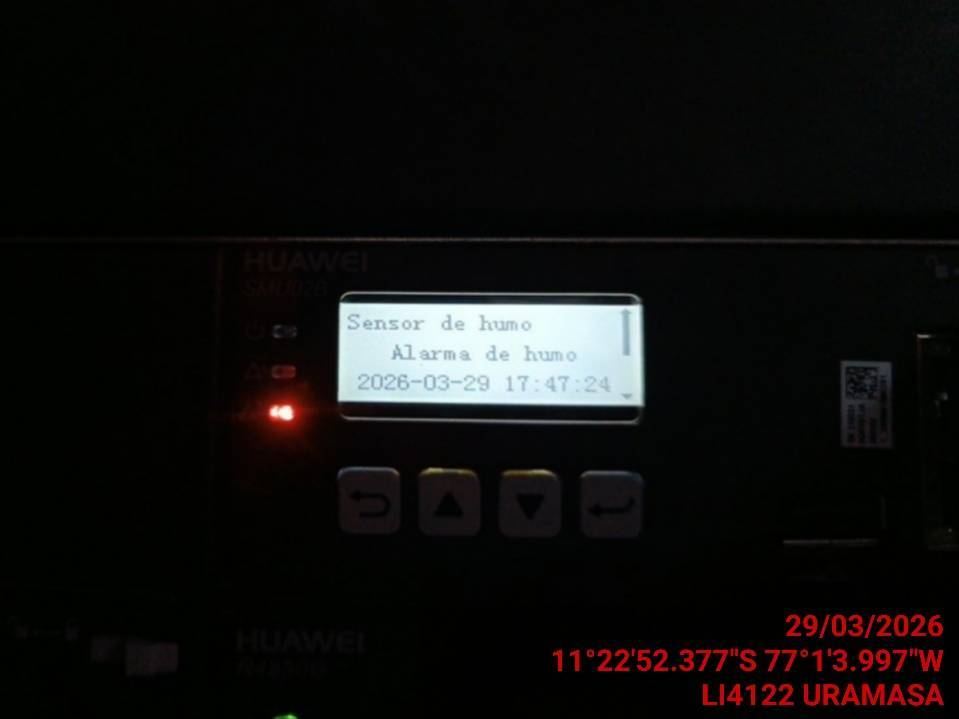 HUAWEI
SMU02B
Sensor de humo
Alarma de humo
2026-03-29 17:47:24
HUAWEI
29/03/2026
11°22'52.377"S 77°1'3.997"W
LI4122 URAMASA